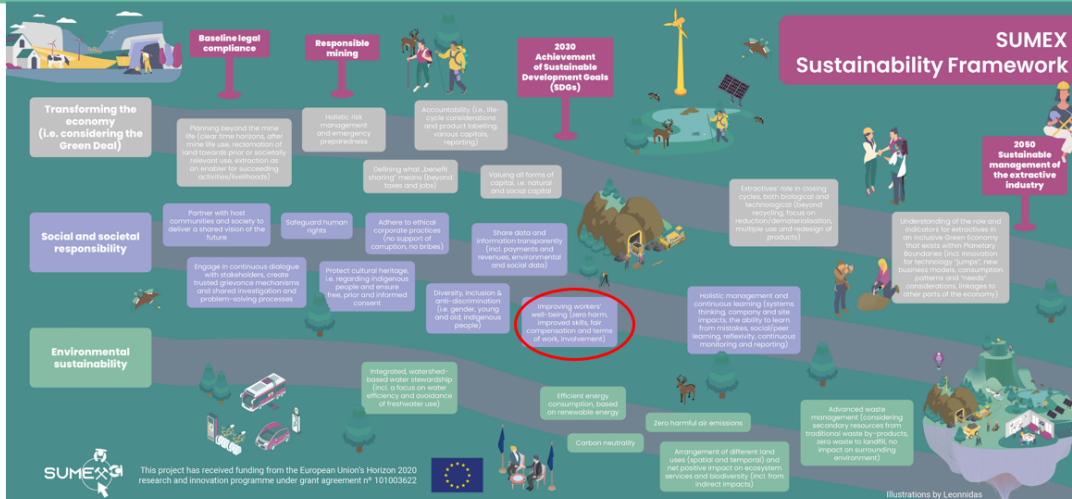 SUMEX
Sustainability Framework
Baseline legal
compliance
Responsible
mining
2030
Achievement
of Sustainable
Development Goals
(SDGs)
2050
Sustainable
management of
the extractive
industry
Transforming the
economy
(i.e. considering the
Green Deal)
Planning beyond the mine
life (clear time horizons, after
mine life use, reclamation of
land towards prior or societally
relevant use, extraction as
an enabler for succeeding
activities/livelihoods)
Holistic risk
management
and emergency
preparedness
Accountability (i.e., life-
cycle considerations
and product labelling,
various capitals,
reporting)
Defining what „benefit
sharing" means (beyond
taxes and jobs)
Valuing all forms of
capital, i.e. natural
and social capital
Extractives' role in closing
cycles, both biological and
technological (beyond
recycling, focus on
reduction/dematerialisation,
multiple use and redesign of
products)
Understanding of the role and
indicators for extractives in
an inclusive Green Economy
that exists within Planetary
Boundaries (incl. innovation
for technology "jumps", new
business models, consumption
patterns and "needs"
considerations, linkages to
other parts of the economy)
Social and societal
responsibility
Partner with host
communities and society to
deliver a shared vision of the
future
Safeguard human
rights
Adhere to ethical
corporate practices
(no support of
corruption, no bribes)
Share data and
information transparently
(incl. payments and
revenues, environmental
and social data)
Engage in continuous dialogue
with stakeholders, create
trusted grievance mechanisms
and shared investigation and
problem-solving processes
Protect cultural heritage,
i.e. regarding indigenous
people and ensure
free, prior and informed
consent
Diversity, inclusion &
anti-discrimination
(i.e. gender, young
and old, indigenous
people)
Improving workers'
well-being (zero harm,
improved skills, fair
compensation and terms
of work, involvement)
Holistic management and
continuous learning (systems
thinking, company and site
impacts, the ability to learn
from mistakes, social/peer
learning, reflexivity, continuous
monitoring and reporting)
Environmental
sustainability
Integrated, watershed-
based water stewardship
(incl. a focus on water
efficiency and avoidance
of freshwater use)
Efficient energy
consumption, based
on renewable energy
Carbon neutrality
Zero harmful air emissions
Arrangement of different land
uses (spatial and temporal) and
net positive impact on ecosystem
services and biodiversity (incl. from
indirect impacts)
Advanced waste
management (considering
secondary resources from
traditional waste by-products,
zero waste to landfill, no
impact on surrounding
environment)
SUMEX
This project has received funding from the European Union's Horizon 2020
research and innovation programme under grant agreement nº 101003622
Illustrations by Leonnidas